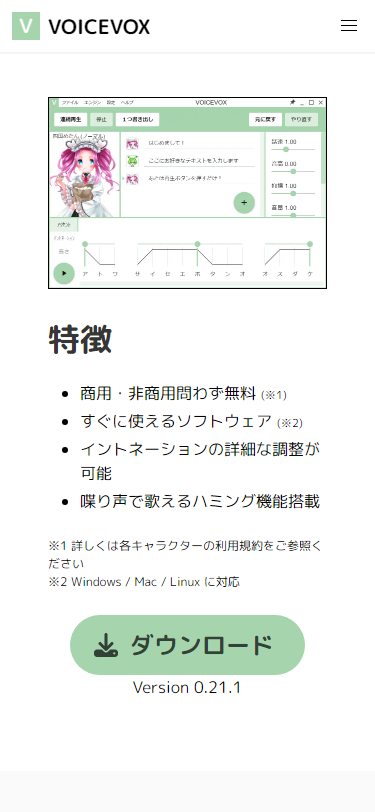 V VOICEVOX
V ファイル エンジン 設定 ヘルプ VOICEVOX
連続再生 停止 1つ書き出し 元に戻す やり直す
四国めたん (ノーマル)
はじめまして！
ここにお好きなテキストを入力します
あとは再生ボタンを押すだけ！
話速 1.00
音高 0.00
抑揚 1.00
音量 1.00
ア ト ワ サ イ セ エ ボ タ ン オ オ ス ダ ケ
特徴
商用・非商用問わず無料 (※1)
すぐに使えるソフトウェア (※2)
イントネーションの詳細な調整が
可能
喋り声で歌えるハミング機能搭載
※1 詳しくは各キャラクターの利用規約をご参照く
ださい
※2 Windows / Mac / Linux に対応
ダウンロード
Version 0.21.1